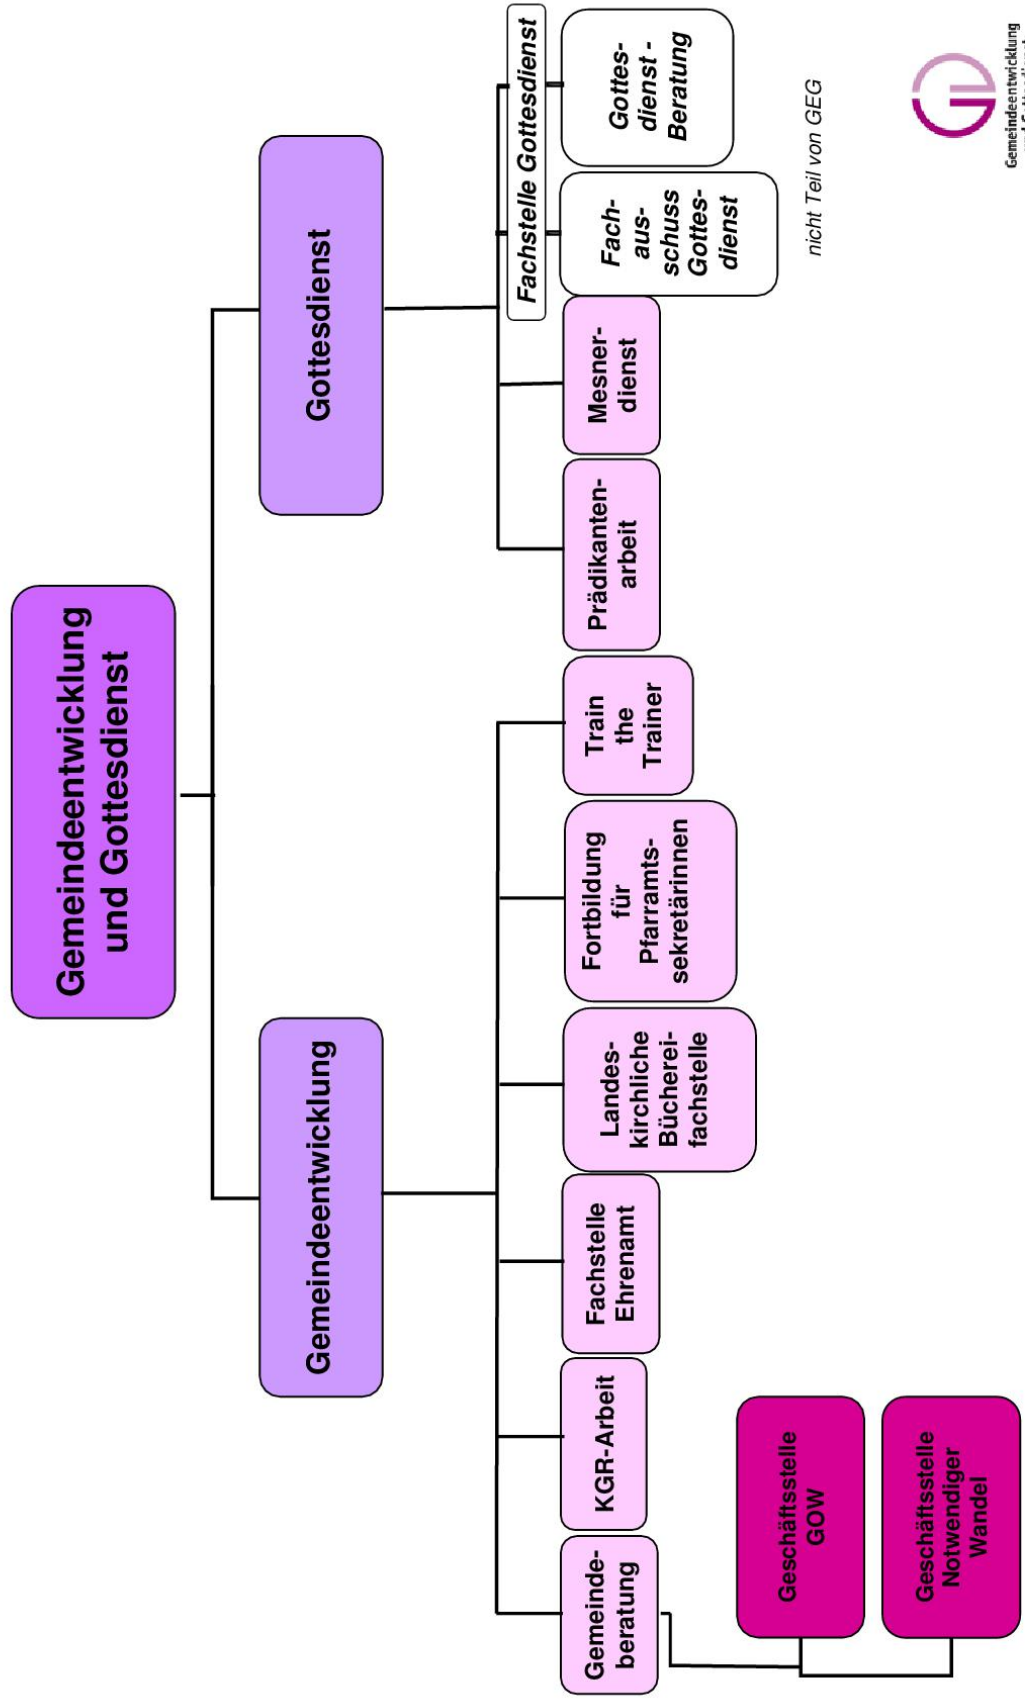 Gemeindeentwicklung
und Gottesdienst
Gemeindeentwicklung
Gottesdienst
Gemeinde-
beratung
KGR-Arbeit
Fachstelle
Ehrenamt
Landes-
kirchliche
Bücherei-
fachstelle
Fortbildung
für
Pfarramts-
sekretärinnen
Train
the
Trainer
Prädikanten-
arbeit
Mesner-
dienst
Fachstelle Gottesdienst
Fach-
aus-
schuss
Gottes-
dienst
Gottes-
dienst -
Beratung
nicht Teil von GEG
Geschäftsstelle
GOW
Geschäftsstelle
Notwendiger
Wandel
Gemeindeentwicklung